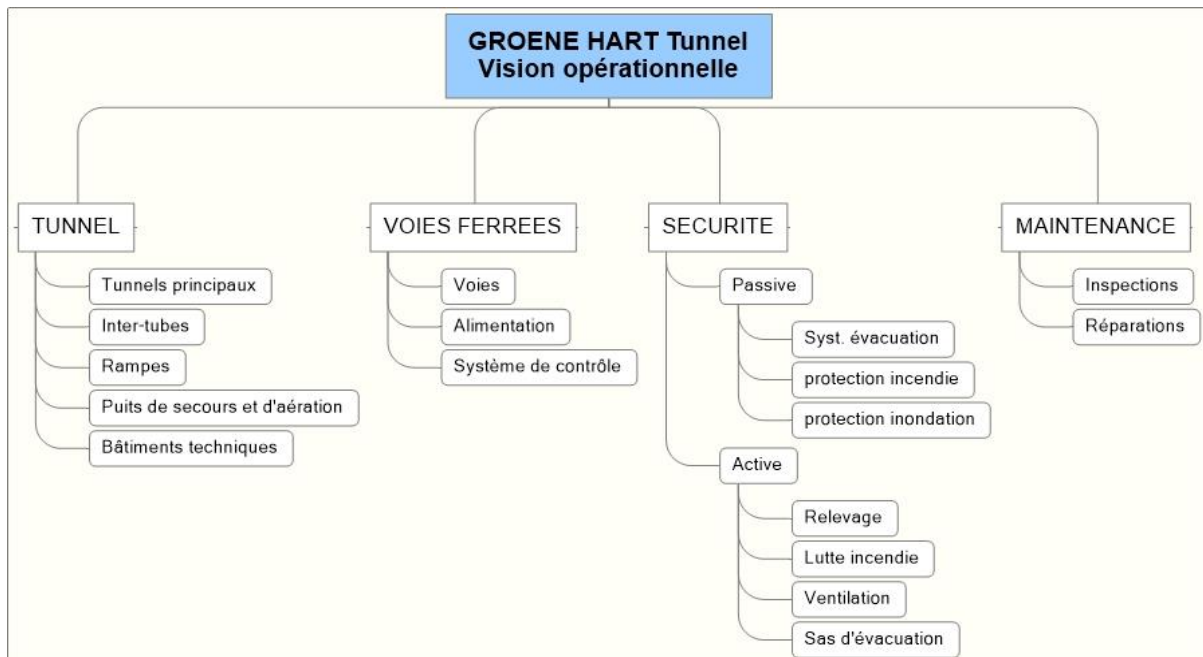 GROENE HART Tunnel
Vision opérationnelle
TUNNEL
Tunnels principaux
Inter-tubes
Rampes
Puits de secours et d'aération
Bâtiments techniques
VOIES FERREES
Voies
Alimentation
Système de contrôle
SECURITE
Passive
Syst. évacuation
protection incendie
protection inondation
Active
Relevage
Lutte incendie
Ventilation
Sas d'évacuation
MAINTENANCE
Inspections
Réparations